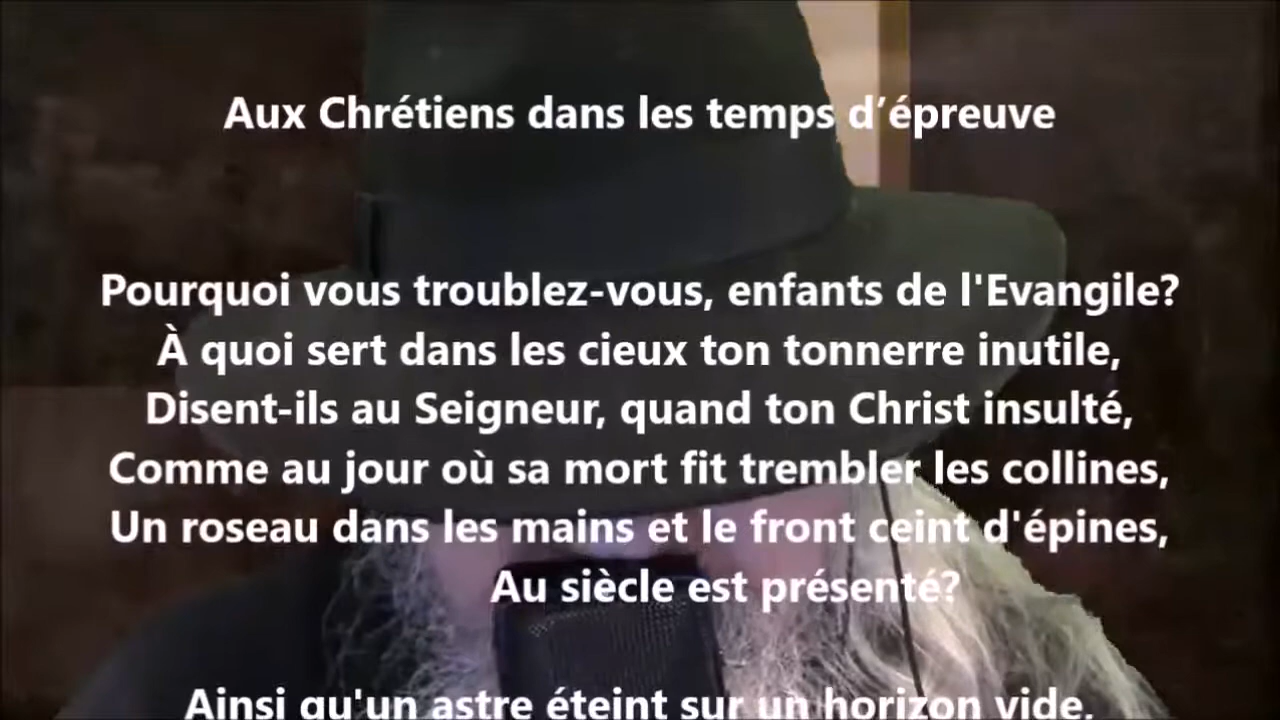 Aux Chrétiens dans les temps d’épreuve
Pourquoi vous troublez-vous, enfants de l'Evangile?
À quoi sert dans les cieux ton tonnerre inutile,
Disent-ils au Seigneur, quand ton Christ insulté,
Comme au jour où sa mort fit trembler les collines,
Un roseau dans les mains et le front ceint d'épines,
Au siècle est présenté?
Ainsi qu'un astre éteint sur un horizon vide,